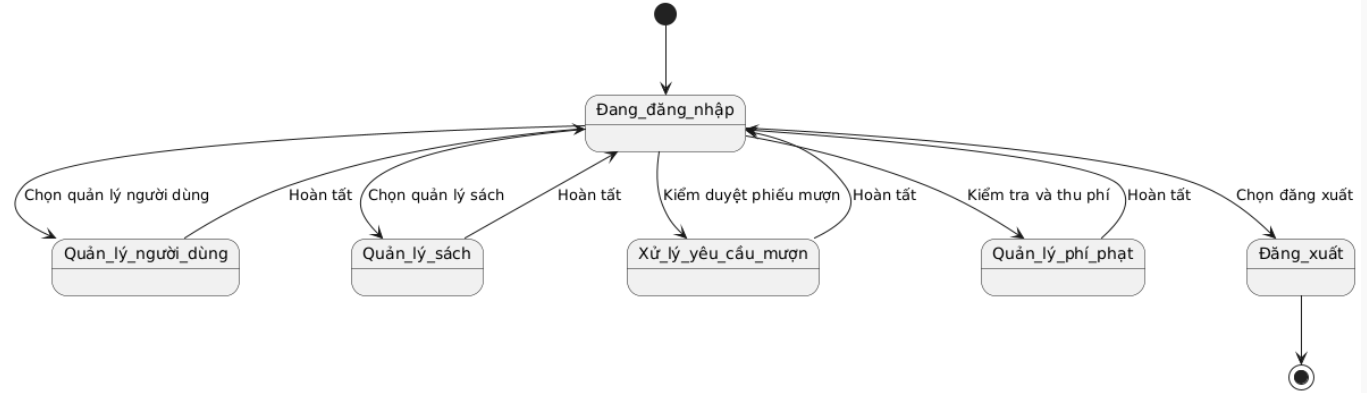 Đang_đăng_nhập
Chọn quản lý người dùng
Hoàn tất
Chọn quản lý sách
Hoàn tất
Kiểm duyệt phiếu mượn
Hoàn tất
Kiểm tra và thu phí
Hoàn tất
Chọn đăng xuất
Quản_lý_người_dùng
Quản_lý_sách
Xử_lý_yêu_cầu_mượn
Quản_lý_phí_phạt
Đăng_xuất